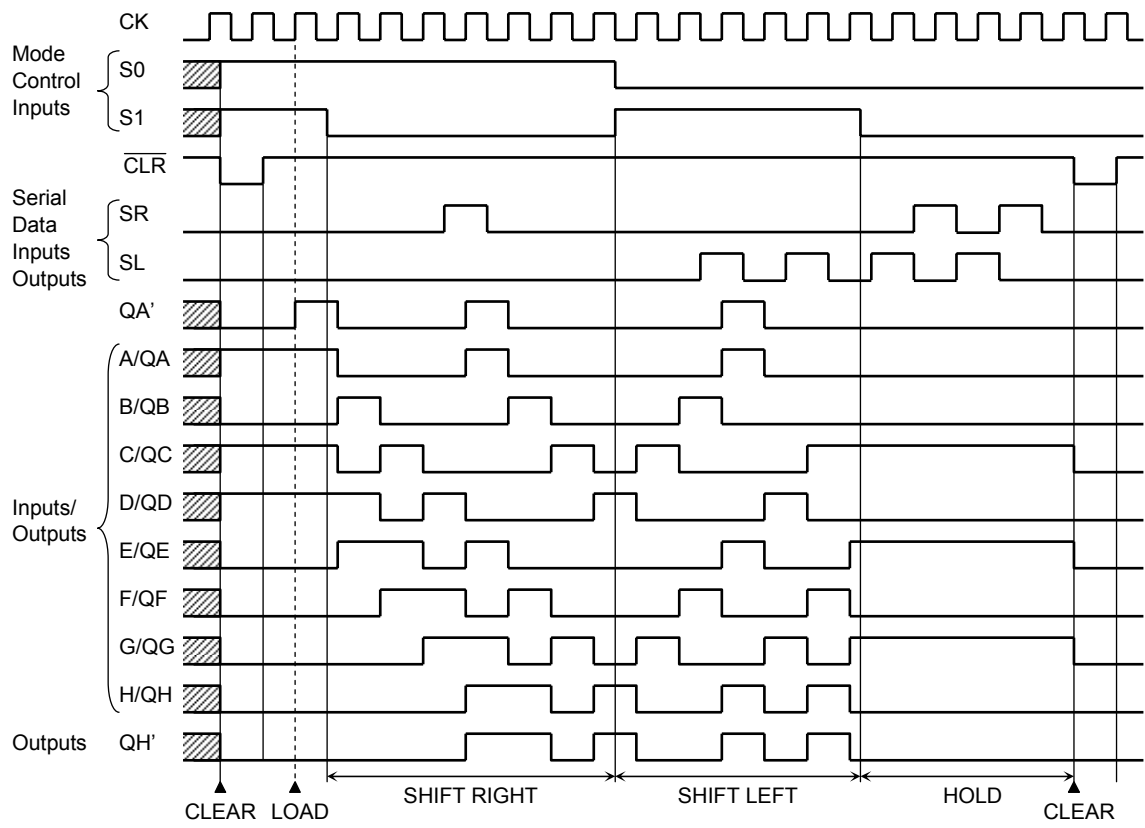 CK
Mode
Control
Inputs
S0
S1
CLR
Serial
Data
Inputs
Outputs
SR
SL
QA’
Inputs/
Outputs
A/QA
B/QB
C/QC
D/QD
E/QE
F/QF
G/QG
H/QH
Outputs QH’
CLEAR LOAD SHIFT RIGHT SHIFT LEFT HOLD CLEAR